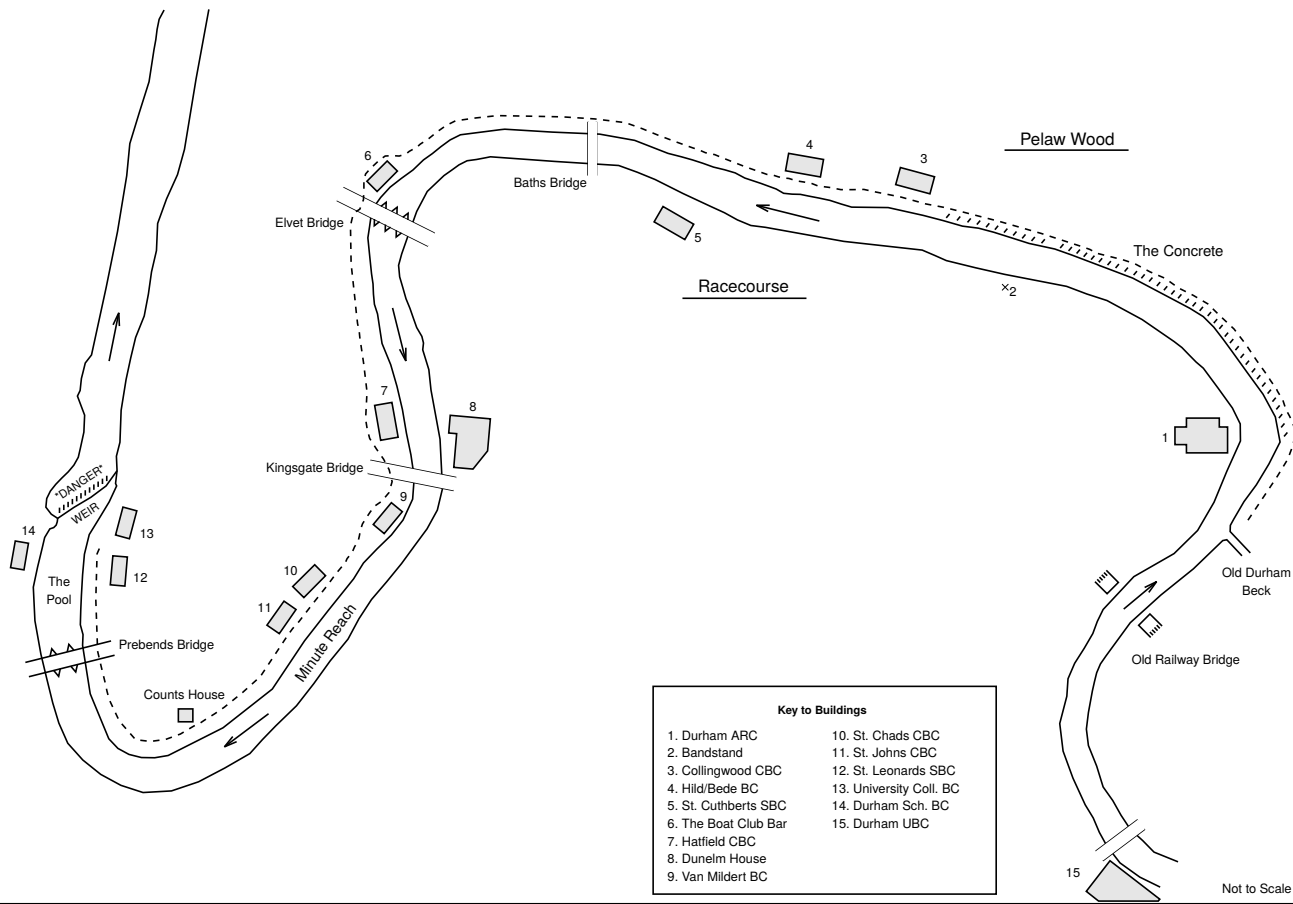 Pelaw Wood
4
3
6
Baths Bridge
Elvet Bridge
5
The Concrete
Racecourse
×2
7
8
1
Kingsgate Bridge
*DANGER*
WEIR
9
14
13
10
12
The
Pool
11
Old Durham
Beck
Minute Reach
Prebends Bridge
Old Railway Bridge
Counts House
Key to Buildings
1. Durham ARC
2. Bandstand
3. Collingwood CBC
4. Hild/Bede BC
5. St. Cuthberts SBC
6. The Boat Club Bar
7. Hatfield CBC
8. Dunelm House
9. Van Mildert BC
10. St. Chads CBC
11. St. Johns CBC
12. St. Leonards SBC
13. University Coll. BC
14. Durham Sch. BC
15. Durham UBC
15
Not to Scale